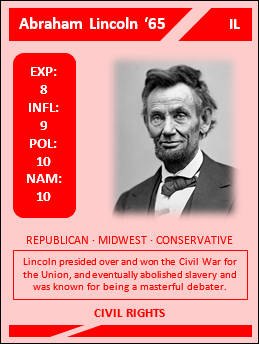 Abraham Lincoln ‘65 IL
EXP:
8
INFL:
9
POL:
10
NAM:
10
REPUBLICAN · MIDWEST · CONSERVATIVE
Lincoln presided over and won the Civil War for
the Union, and eventually abolished slavery and
was known for being a masterful debater.
CIVIL RIGHTS